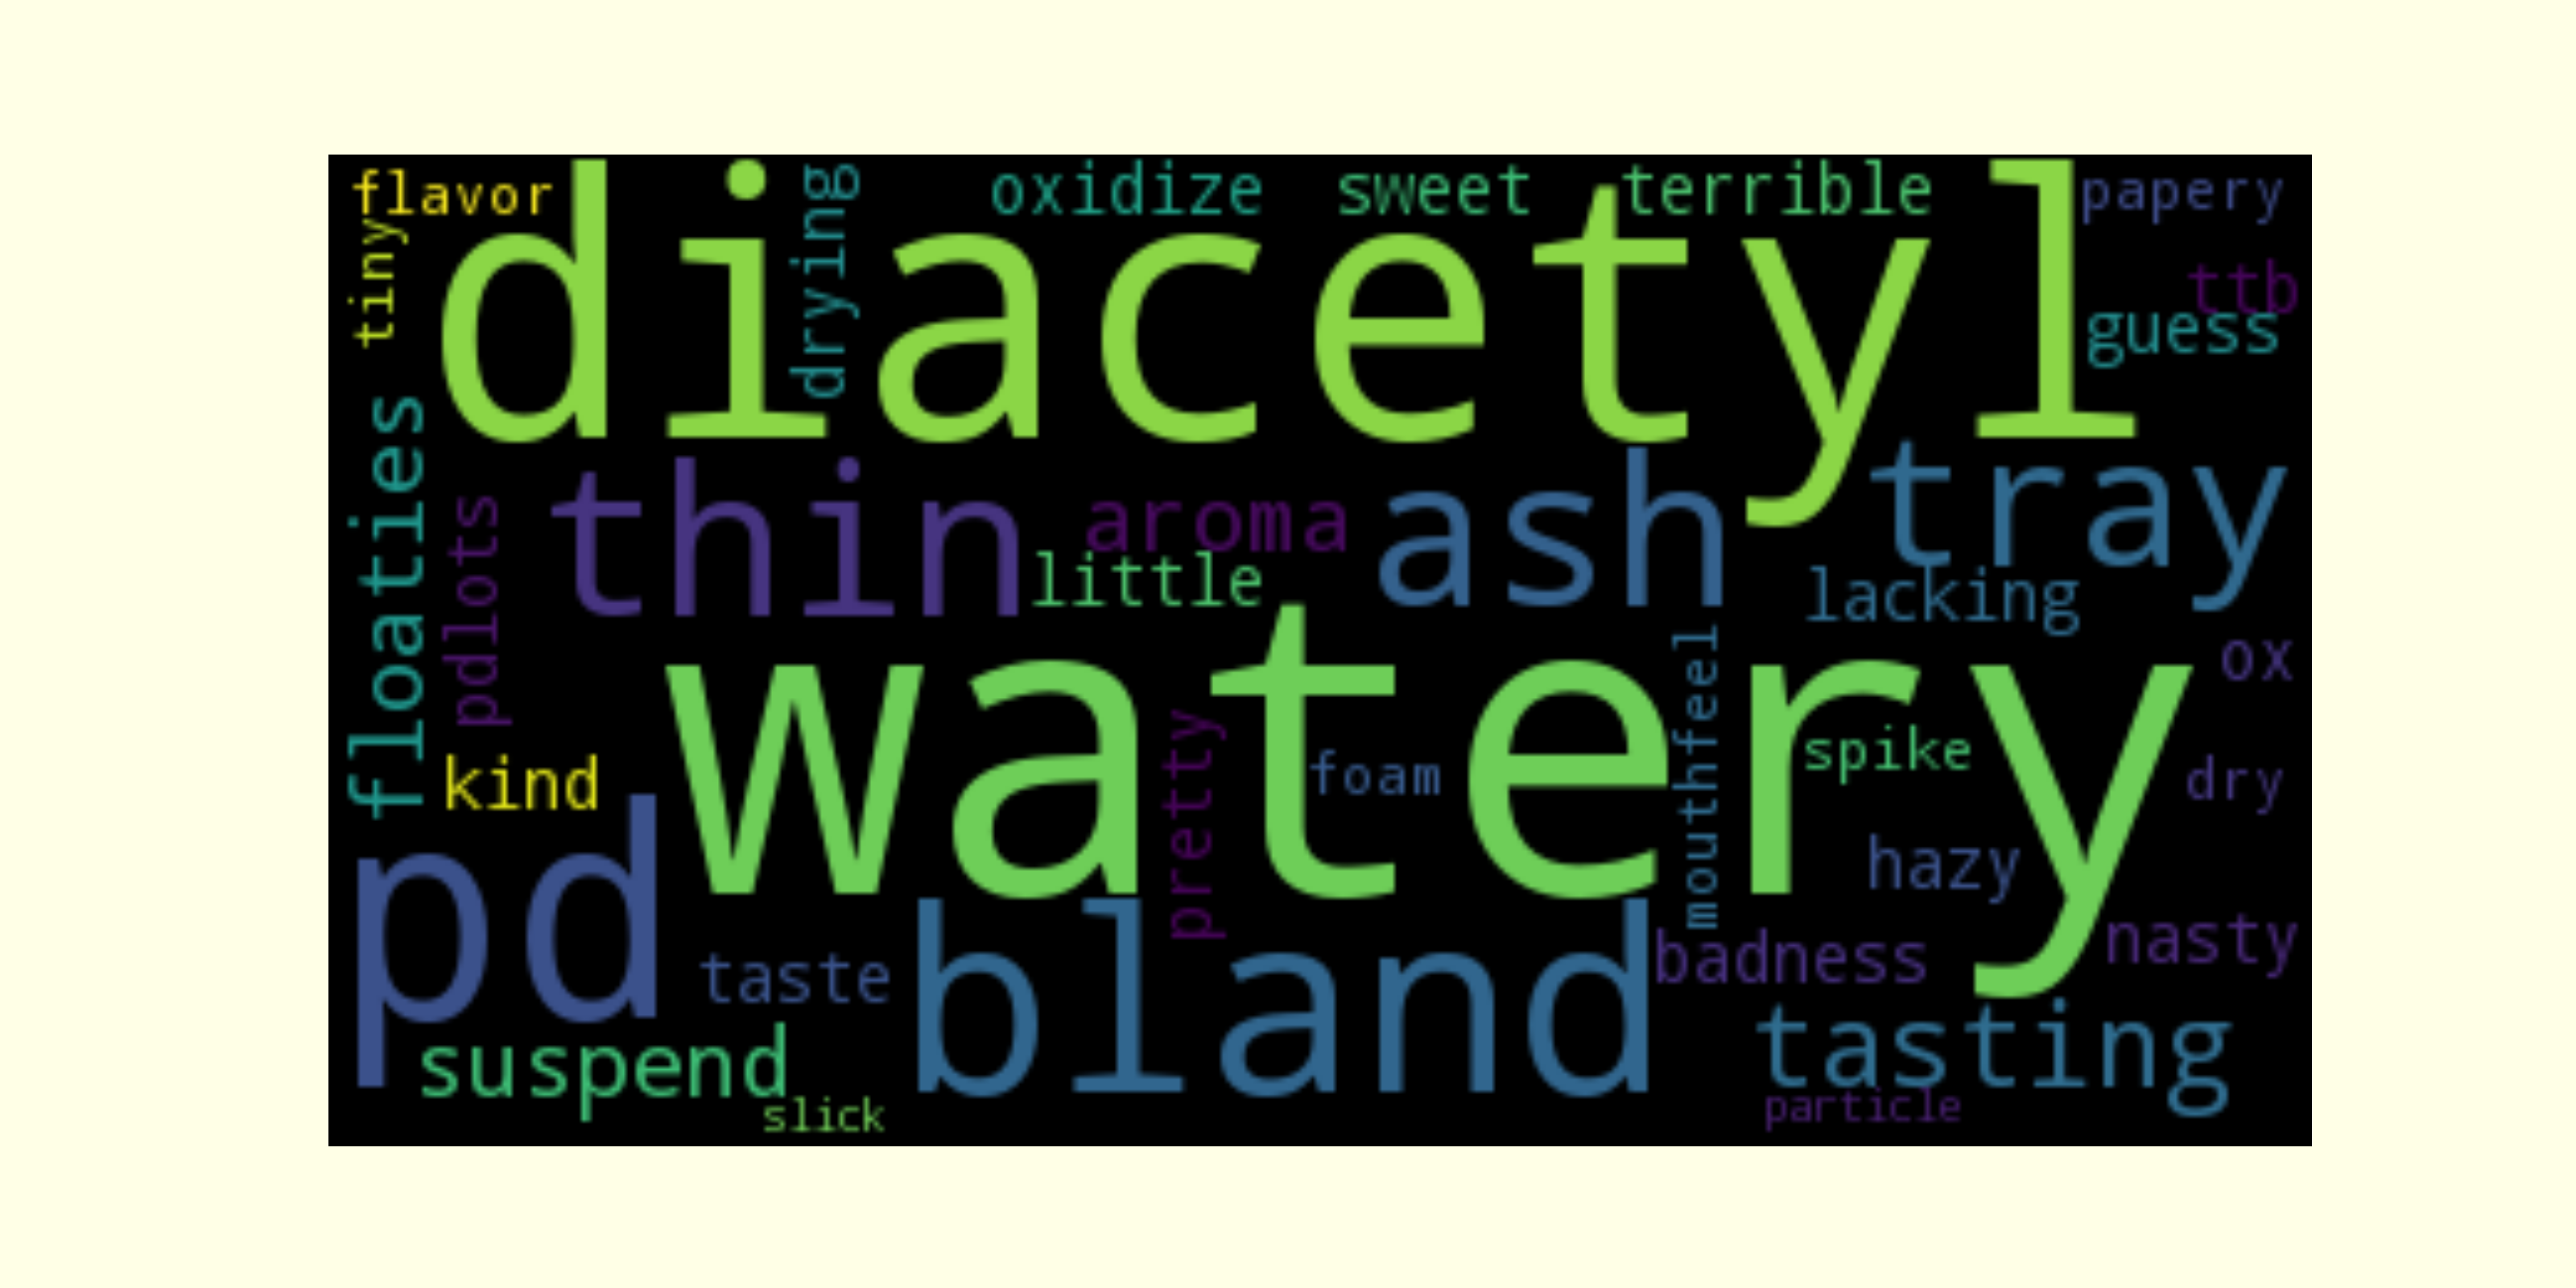 flavor
tiny
diacetyl
drying
oxidize
sweet
terrible
papery
ttb
guess
floaties
pdlots
thin
aroma
little
ash
tray
lacking
ox
watery
kind
pretty
foam
mouthfeel
spike
dry
hazy
pd
taste
bland
badness
nasty
suspend
slick
tasting
particle